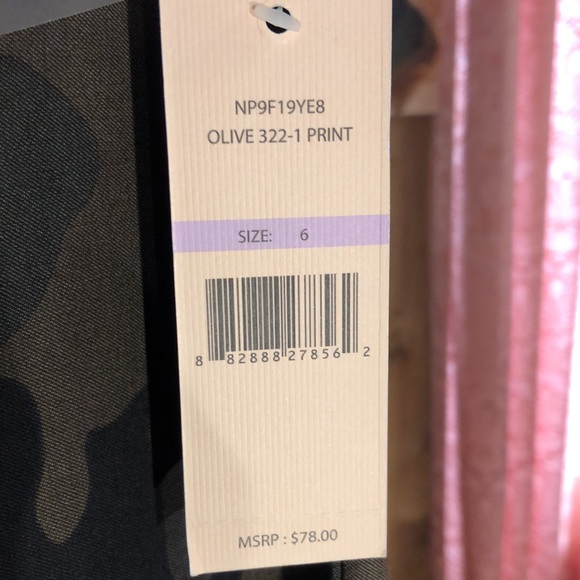 NP9F19YE8
OLIVE 322-1 PRINT
SIZE: 6
8 82888 27856 2
MSRP : $78.00